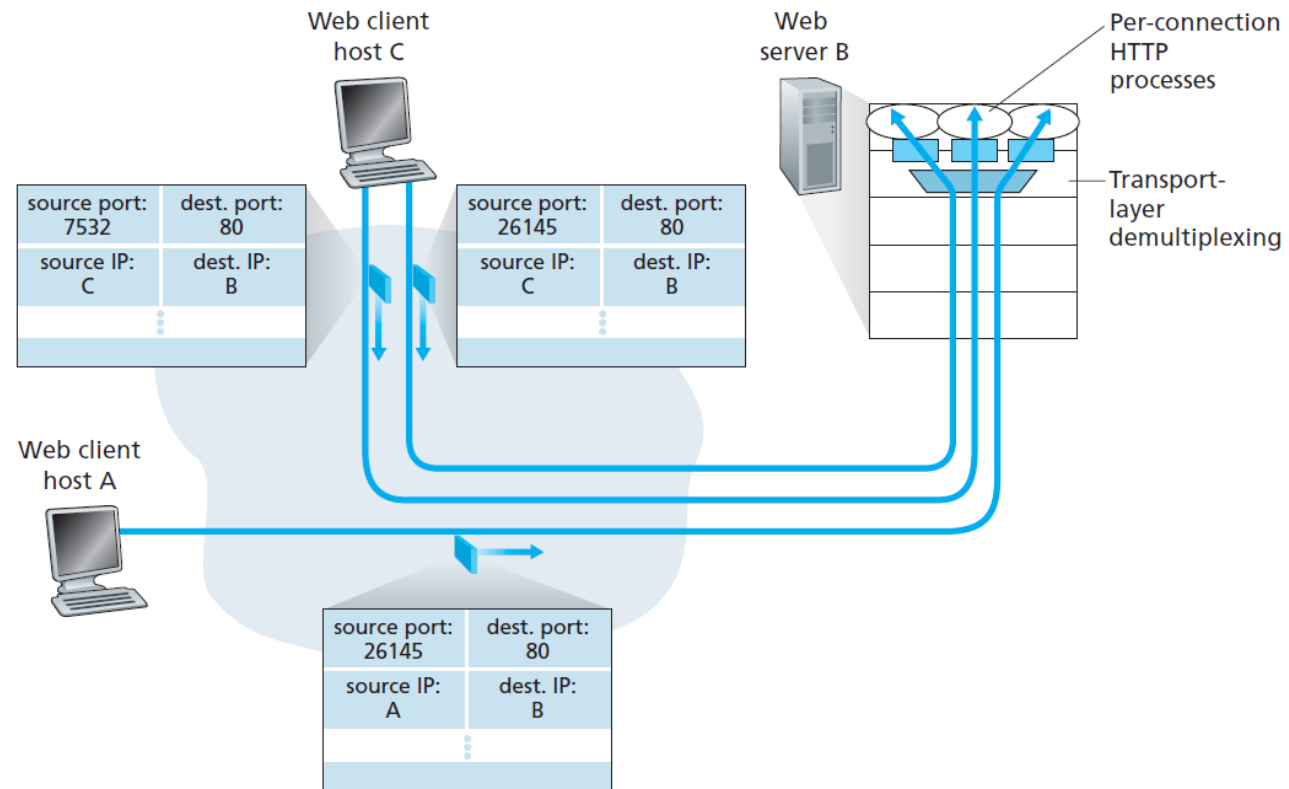 Web client
host C
Web
server B
Per-connection
HTTP
processes
Transport-
layer
demultiplexing
source port:
7532
dest. port:
80
source IP:
C
dest. IP:
B
source port:
26145
dest. port:
80
source IP:
C
dest. IP:
B
Web client
host A
source port:
26145
dest. port:
80
source IP:
A
dest. IP:
B